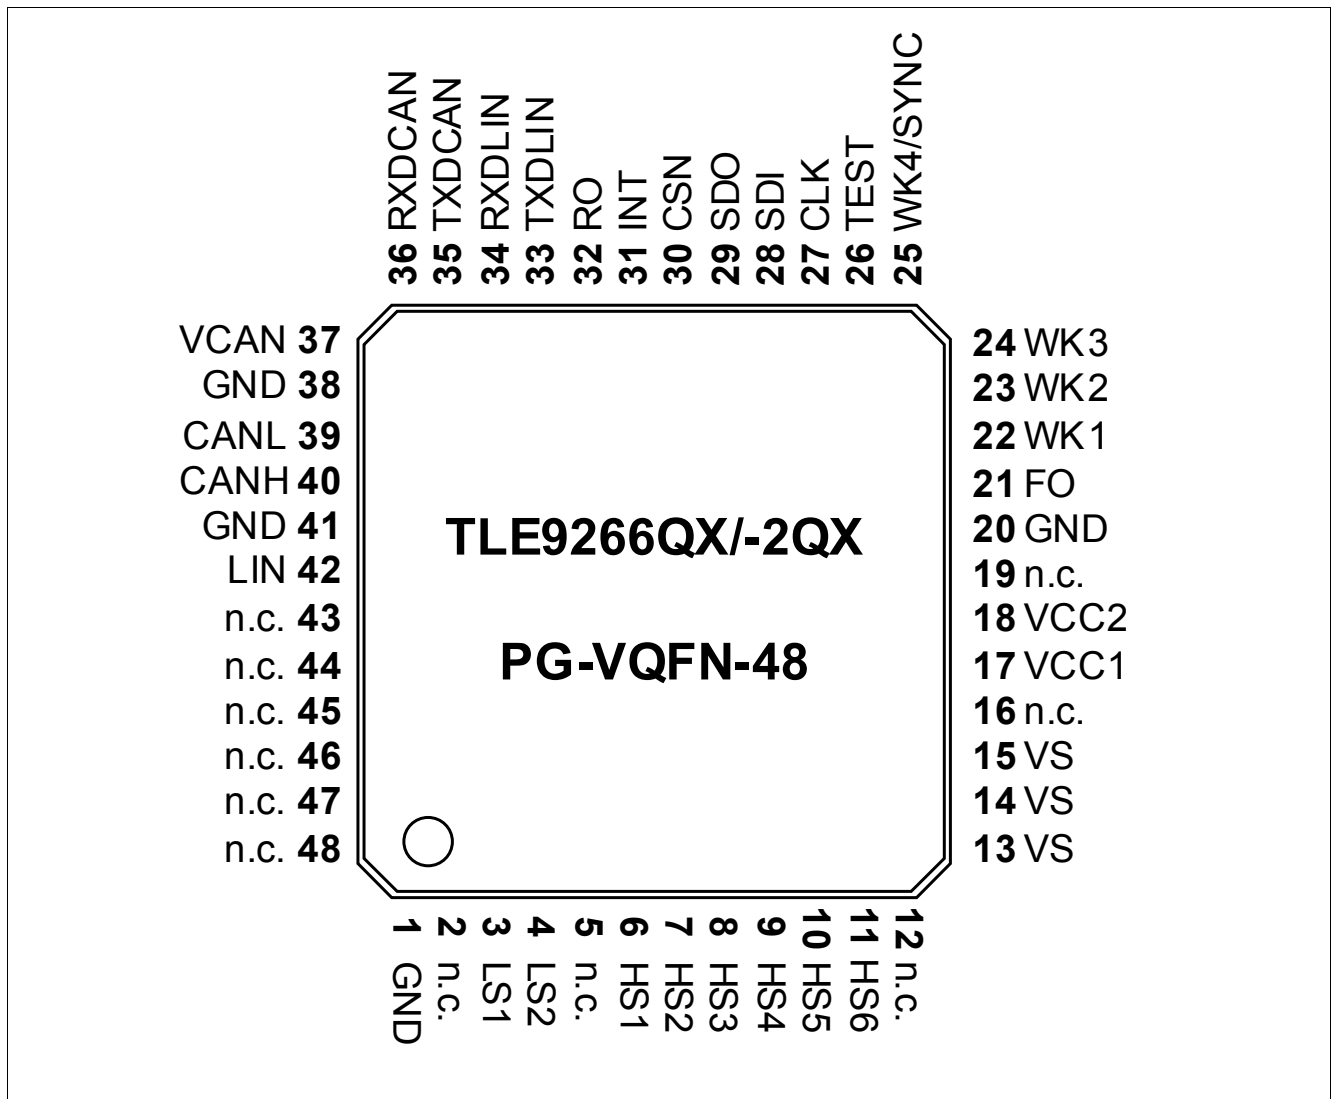 36 RXDCAN
35 TXDCAN
34 RXDLIN
33 TXDLIN
32 RO
31 INT
30 CSN
29 SDO
28 SDI
27 CLK
26 TEST
25 WK4/SYNC
VCAN 37
GND 38
CANL 39
CANH 40
GND 41
LIN 42
n.c. 43
n.c. 44
n.c. 45
n.c. 46
n.c. 47
n.c. 48
TLE9266QX/-2QX
PG-VQFN-48
24 WK3
23 WK2
22 WK1
21 FO
20 GND
19 n.c.
18 VCC2
17 VCC1
16 n.c.
15 VS
14 VS
13 VS
1 GND
2 n.c.
3 LS1
4 LS2
5 n.c.
6 HS1
7 HS2
8 HS3
9 HS4
10 HS5
11 HS6
12 n.c.